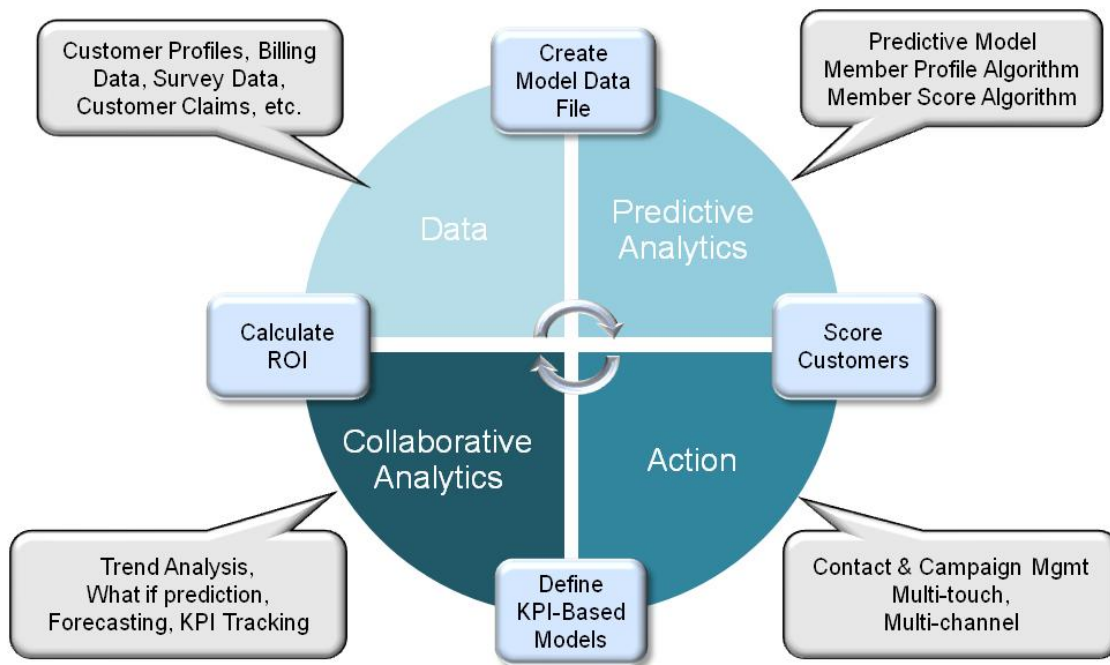 Customer Profiles, Billing
Data, Survey Data,
Customer Claims, etc.
Create
Model Data
File
Predictive Model
Member Profile Algorithm
Member Score Algorithm
Data
Predictive
Analytics
Calculate
ROI
Score
Customers
Collaborative
Analytics
Action
Trend Analysis,
What if prediction,
Forecasting, KPI Tracking
Define
KPI-Based
Models
Contact & Campaign Mgmt
Multi-touch,
Multi-channel